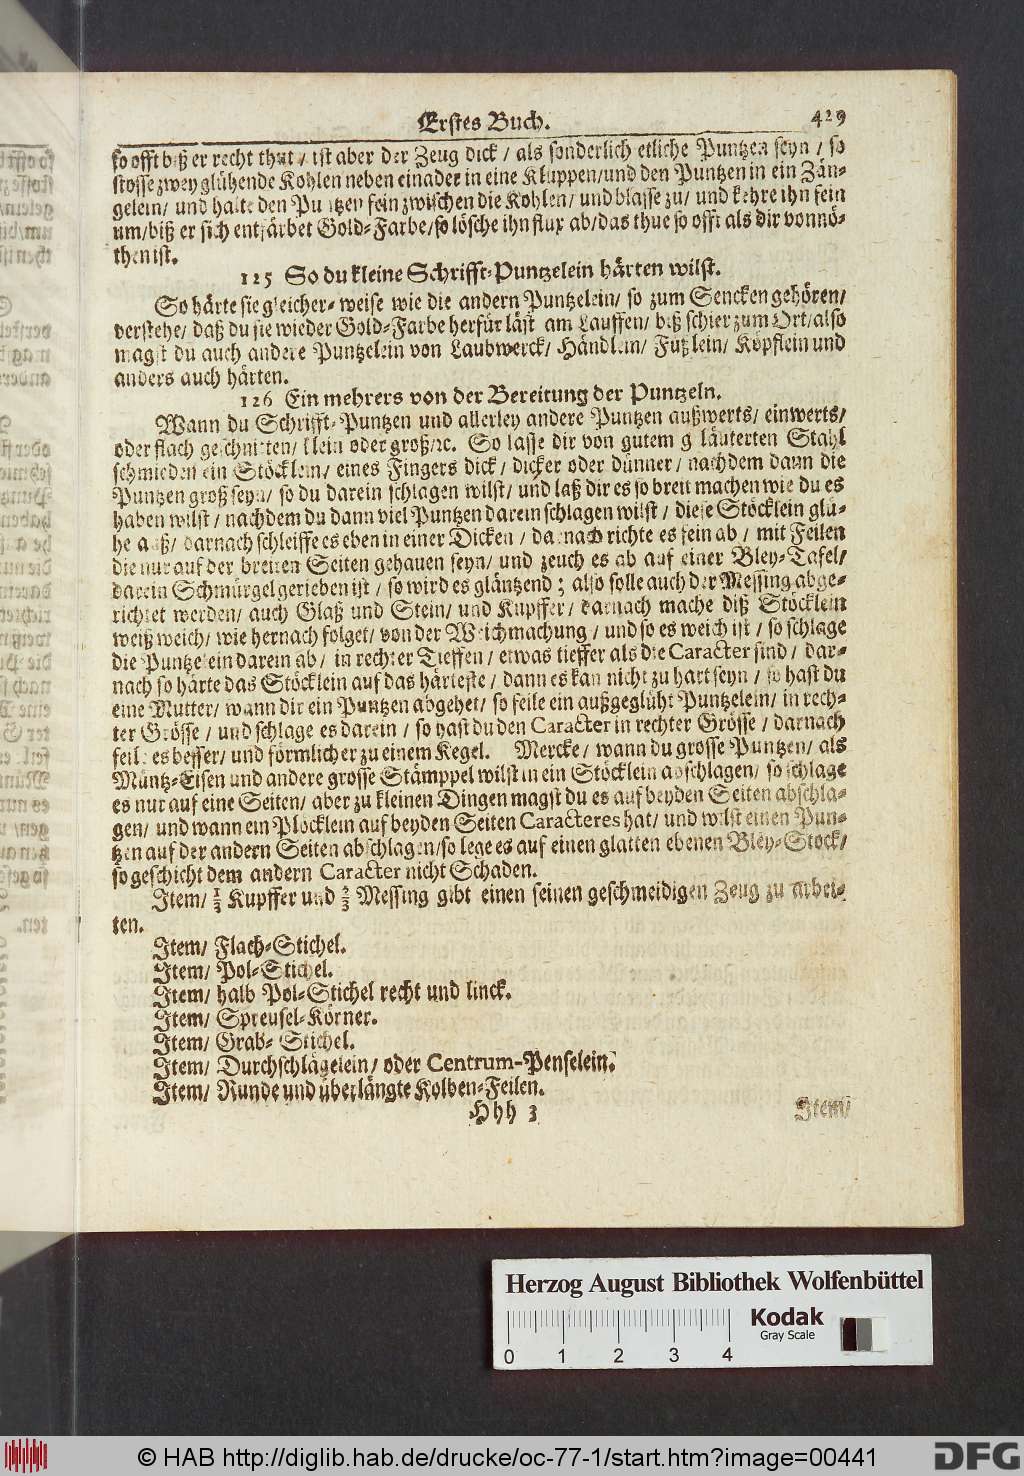 Erstes Buch. 429
so offt biß er recht thut / ist aber der Zeug dick / als sonderlich etliche Puntzen seyn / so
stosse zwey glühende Kohlen neben einader in eine Kluppen/und den Puntzen in ein Zän-
gelein/ und halte den Puntzen fein zwischen die Kohlen/ und blasse zu/ und kehre ihn fein
um/biß er sich entfärbet Gold-Farbe/so lösche ihn flux ab/das thue so offt als dir vonnö-
then ist.
125 So du kleine Schrifft-Puntzelein härten wilst.
So härte sie gleicher-weise wie die andern Puntzelein/ so zum Sencken gehören/
verstehe/ daß du sie wieder Gold-Farbe herfür läst am Lauffen/ biß schier zum Ort/also
magst du auch andere Puntzelein von Laubwerck/ Händlein/ Füßlein/ Köpflein und
anders auch härten.
126 Ein mehrers von der Bereitung der Puntzeln.
Wann du Schrifft-Puntzen und allerley andere Puntzen außwerts/ einwerts/
oder flach geschnitten/ klein oder groß/ꝛc. So lasse dir von gutem geläuterten Stahl
schmieden ein Stöcklein/ eines Fingers dick/ dicker oder dünner/ nachdem dann die
Puntzen groß seyn/ so du darein schlagen wilst/ und laß dir es so breit machen wie du es
haben wilst/ nachdem du dann viel Puntzen darein schlagen wilst / diese Stöcklein glü-
he auß/ darnach schleiffe es eben in einer Dicken / darnach richte es fein ab / mit Feilen
die nur auf der breiten Seiten gehauen seyn/ und zeuch es ab auf einer Bley-Tafel/
darein Schmürgel gerieben ist / so wird es gläntzend; also solle auch der Messing abge-
richtet werden/ auch Glaß und Stein/ und Kupffer/ darnach mache diß Stöcklein
weiß weich/ wie hernach folget/ von der Weichmachung / und so es weich ist / so schlage
die Puntzelein darein ab/ in rechter Tieffen/ etwas tieffer als die Caracter sind / dar-
nach so härte das Stöcklein auf das härteste / dann es kan nicht zu hart seyn / so hast du
eine Mutter/ wann dir ein Puntzen abgehet/ so feile ein außgeglüht Puntzelein/ in rech-
ter Grösse / und schlage es darein / so hast du den Caracter in rechter Grösse / darnach
feile es besser/ und förmlicher zu einem Kegel. Mercke/ wann du grosse Puntzen/ als
Müntz-Eisen und andere grosse Stämppel wilst in ein Stöcklein abschlagen/ so schlage
es nur auf eine Seiten/ aber zu kleinen Dingen magst du es auf beyden Seiten abschla-
gen/ und wann ein Plöcklein auf beyden Seiten Caracteres hat/ und wilst einen Pun-
tzen auf der andern Seiten abschlagen/so lege es auf einen glatten ebenen Bley-Stock/
so geschicht dem andern Caracter nicht Schaden.
Item/ ⅓ Kupffer und ⅔ Messing gibt einen feinen geschmeidigen Zeug zu arbei-
ten.
Item/ Flach-Stichel.
Item/ Pol-Stichel.
Item/ halb Pol-Stichel recht und linck.
Item/ Spreusel-Körner.
Item/ Grab-Stichel.
Item/ Durchschlägelein/ oder Centrum-Penselein.
Item/ Runde und überlängte Kolben-Feilen.
Hhh 3 Item/
Herzog August Bibliothek Wolfenbüttel
Kodak
Gray Scale
0 1 2 3 4
© HAB http://diglib.hab.de/drucke/oc-77-1/start.htm?image=00441
DFG